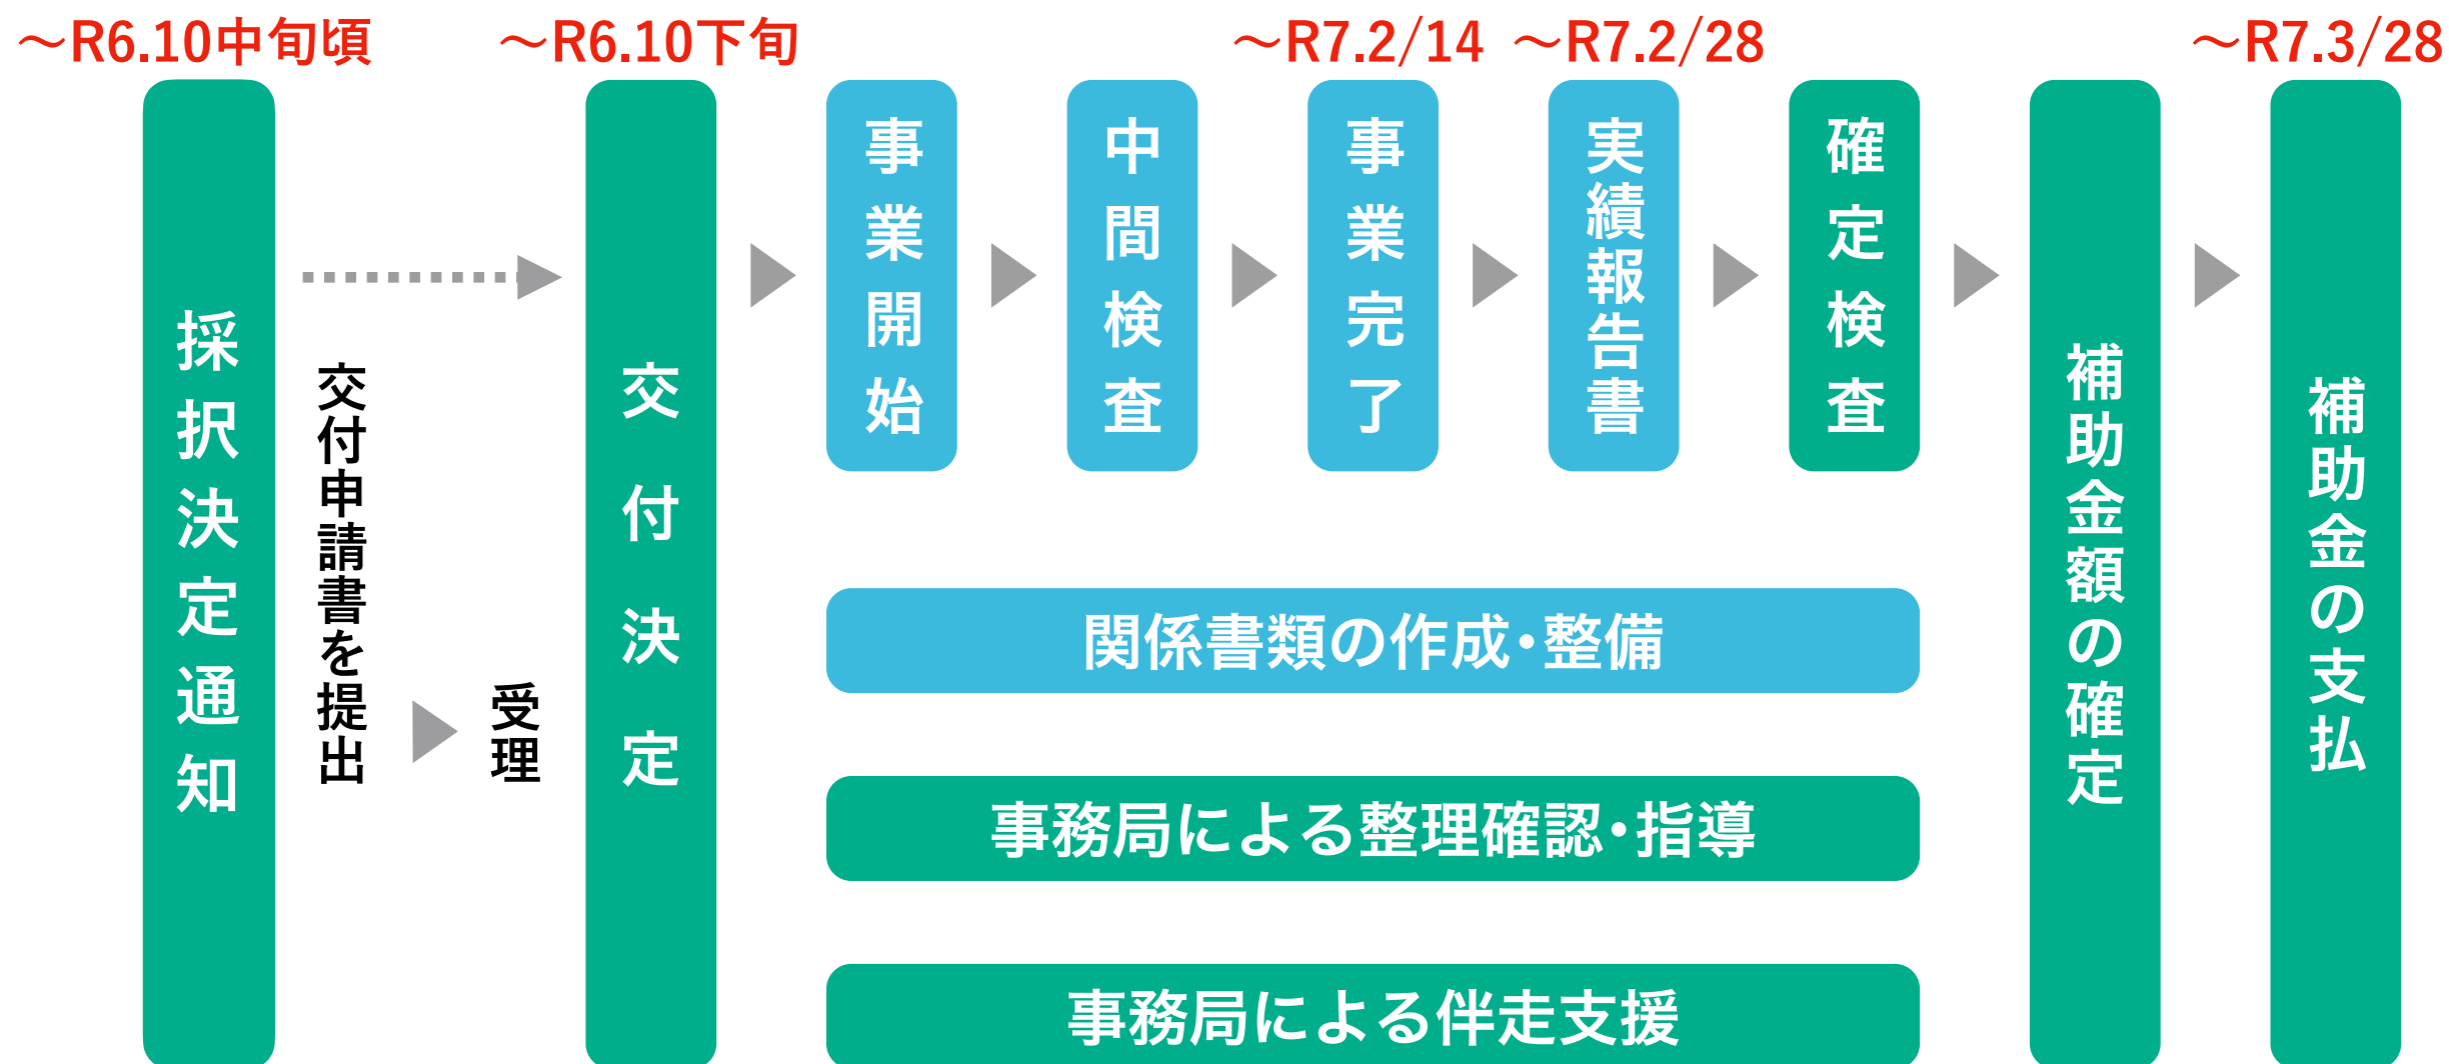 ～R6.10中旬頃
～R6.10下旬
～R7.2/14
～R7.2/28
～R7.3/28
採択決定通知
交付申請書を提出
受理
交付決定
事業開始
中間検査
事業完了
実績報告書
確定検査
関係書類の作成・整備
事務局による整理確認・指導
事務局による伴走支援
補助金額の確定
補助金の支払